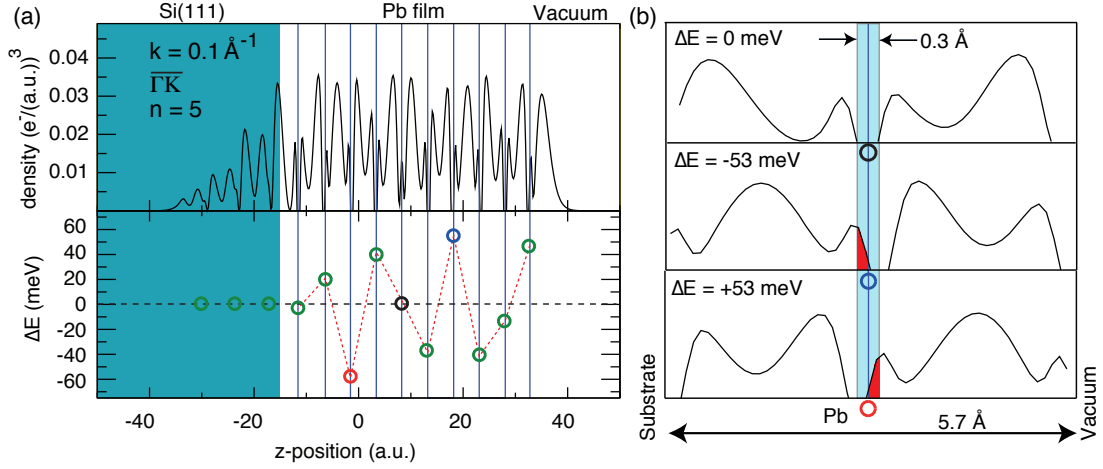 (a)
Si(111)
Pb film
Vacuum
k = 0.1 Å⁻¹
ΓK
n = 5
density (e⁻/(a.u.))³
0.04
0.03
0.02
0.01
0
ΔE (meV)
60
40
20
0
-20
-40
-60
-40
-20
0
20
40
z-position (a.u.)
(b)
ΔE = 0 meV
0.3 Å
ΔE = -53 meV
ΔE = +53 meV
Substrate
Pb
5.7 Å
Vacuum